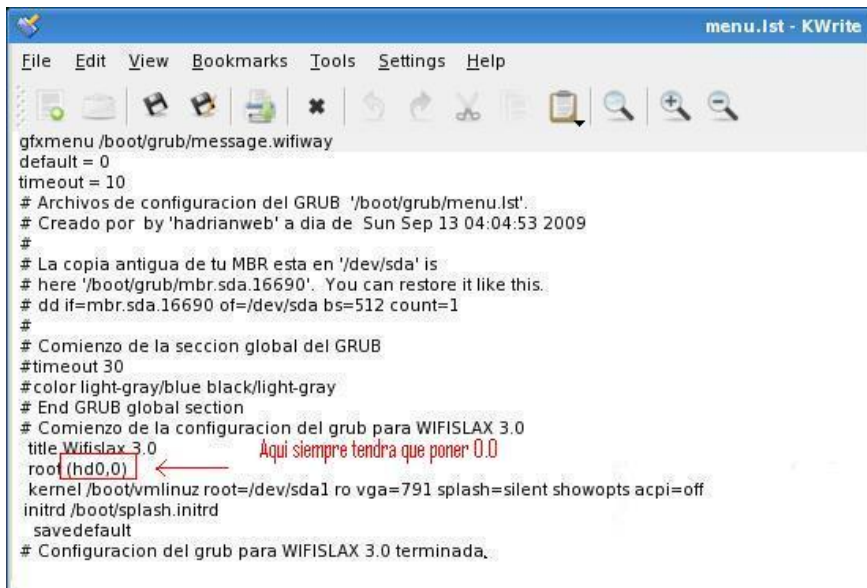 menu.lst - KWrite
File Edit View Bookmarks Tools Settings Help
gfxmenu /boot/grub/message.wifiway
default = 0
timeout = 10
# Archivos de configuracion del GRUB '/boot/grub/menu.lst'.
# Creado por by 'hadrianweb' a dia de Sun Sep 13 04:04:53 2009
#
# La copia antigua de tu MBR esta en '/dev/sda' is
# here '/boot/grub/mbr.sda.16690'. You can restore it like this.
# dd if=mbr.sda.16690 of=/dev/sda bs=512 count=1
#
# Comienzo de la seccion global del GRUB
#timeout 30
#color light-gray/blue black/light-gray
# End GRUB global section
# Comienzo de la configuracion del grub para WIFISLAX 3.0
title Wifislax 3.0
Aqui siempre tendra que poner 0.0
root (hd0,0)
kernel /boot/vmlinuz root=/dev/sda1 ro vga=791 splash=silent showopts acpi=off
initrd /boot/splash.initrd
savedefault
# Configuracion del grub para WIFISLAX 3.0 terminada.